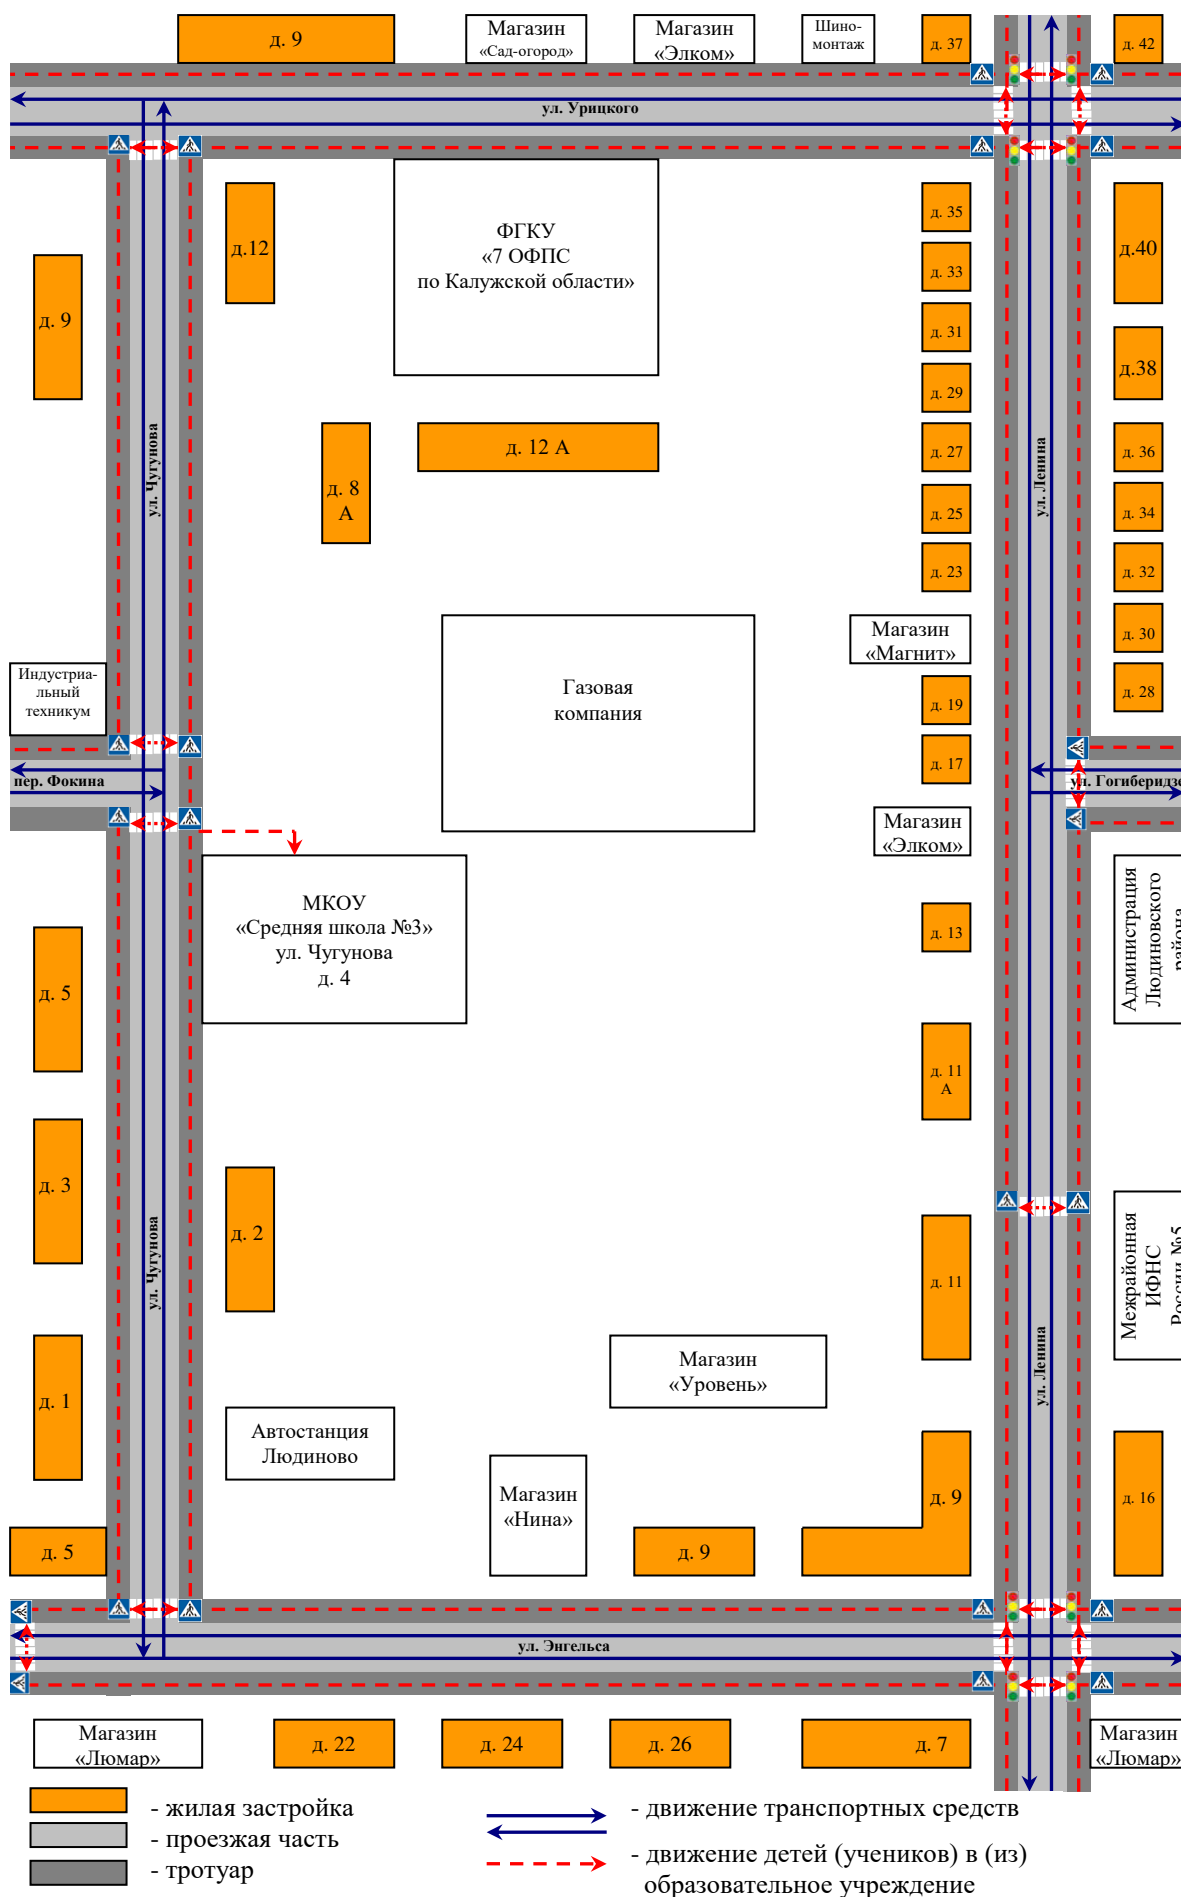 д. 9
Магазин
«Сад-огород»
Магазин
«Элком»
Шино-
монтаж
д. 37
д. 42
ул. Урицкого
д.12
ФГКУ
«7 ОФПС
по Калужской области»
д. 35
д.40
д. 33
д. 9
д. 31
д.38
д. 29
ул. Чугунова
д. 8
А
д. 12 А
д. 27
ул. Ленина
д. 36
д. 25
д. 34
д. 23
д. 32
Магазин
«Магнит»
д. 30
Индустриа-
льный
техникум
Газовая
компания
д. 19
д. 28
д. 17
пер. Фокина
ул. Гогиберидзе
Магазин
«Элком»
МКОУ
«Средняя школа №3»
ул. Чугунова
д. 4
д. 13
Администрация
Людиновского
района
д. 5
д. 11
А
д. 3
д. 2
ул. Чугунова
д. 11
Межрайонная
ИФНС
России №5
Магазин
«Уровень»
ул. Ленина
д. 1
Автостанция
Людиново
Магазин
«Нина»
д. 9
д. 16
д. 5
д. 9
ул. Энгельса
Магазин
«Люмар»
д. 22
д. 24
д. 26
д. 7
Магазин
«Люмар»
- жилая застройка
- проезжая часть
- тротуар
- движение транспортных средств
- движение детей (учеников) в (из)
образовательное учреждение